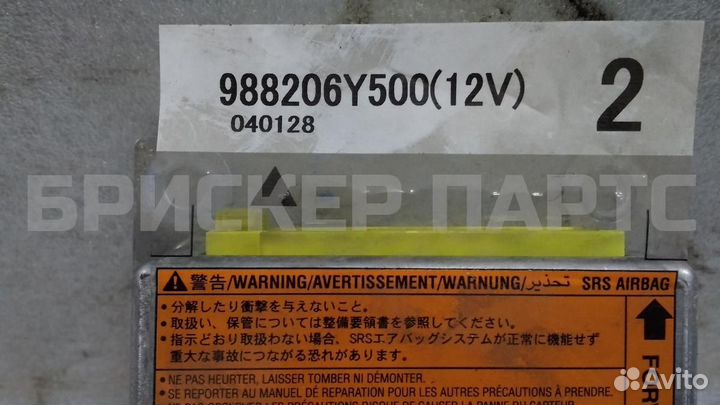 988206Y500(12V)
2
040128
БРИСКЕР ПАРТС
警告/WARNING/AVERTISSEMENT/WARNUNG/تحذير SRS AIRBAG
• 分解したり衝撃を与えないこと。
• 取扱い、保管については整備要領書を参照してください。
• 指示どおり取扱わない場合、SRSエアバッグシステムが正常に機能せず
重大な事故につながる恐れがあります。
• NE PAS HEURTER, LAISSER TOMBER NI DÉMONTER.
• SE REPORTER AU MANUEL DE REPARATION POUR LES AUTRES PRÉCAUTIONS À PRENDRE.
Avito